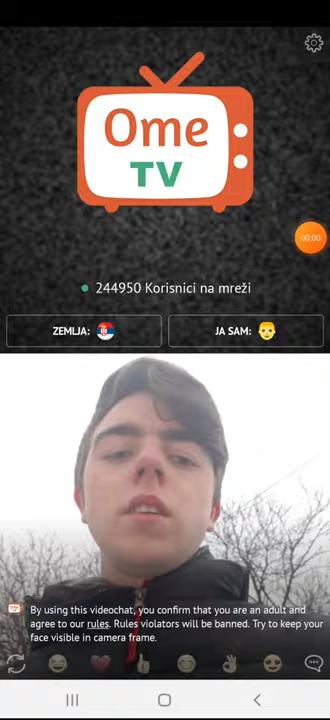 Ome
TV
00:00
244950 Korisnici na mreži
ZEMLJA: JA SAM:
By using this videochat, you confirm that you are an adult and
agree to our rules. Rules violators will be banned. Try to keep your
face visible in camera frame.